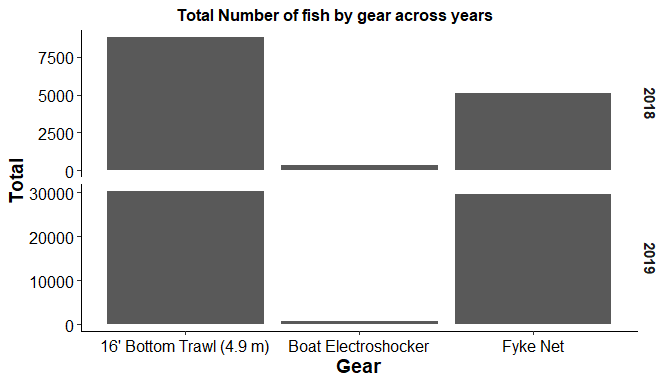 Total Number of fish by gear across years
7500
5000
2500
0
2018
Total
30000
20000
10000
0
2019
16' Bottom Trawl (4.9 m) Boat Electroshocker Fyke Net
Gear